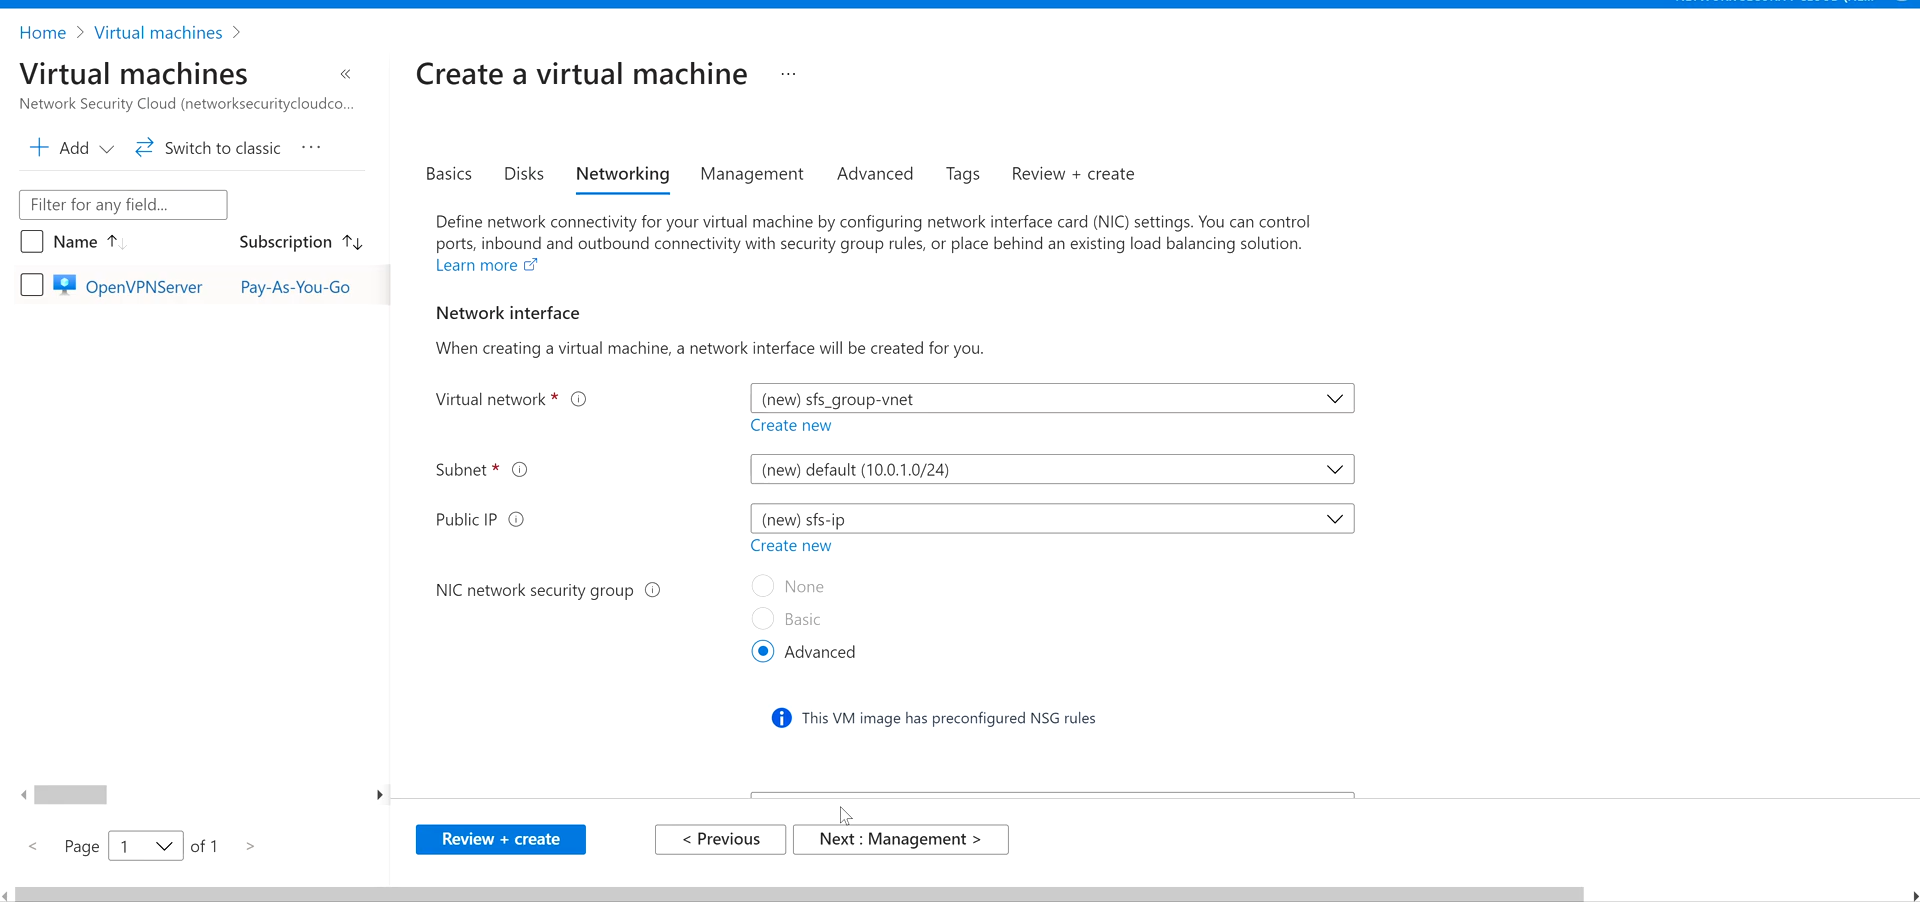 Home > Virtual machines >
Virtual machines «
Network Security Cloud (networksecuritycloudco...
+ Add Switch to classic ...
Filter for any field...
Name ↑↓ Subscription ↑↓
OpenVPNServer Pay-As-You-Go
< Page 1 of 1 >
Create a virtual machine ...
Basics Disks Networking Management Advanced Tags Review + create
Define network connectivity for your virtual machine by configuring network interface card (NIC) settings. You can control
ports, inbound and outbound connectivity with security group rules, or place behind an existing load balancing solution.
Learn more
Network interface
When creating a virtual machine, a network interface will be created for you.
Virtual network * (new) sfs_group-vnet
Create new
Subnet * (new) default (10.0.1.0/24)
Public IP (new) sfs-ip
Create new
NIC network security group None
Basic
Advanced
This VM image has preconfigured NSG rules
Review + create < Previous Next : Management >